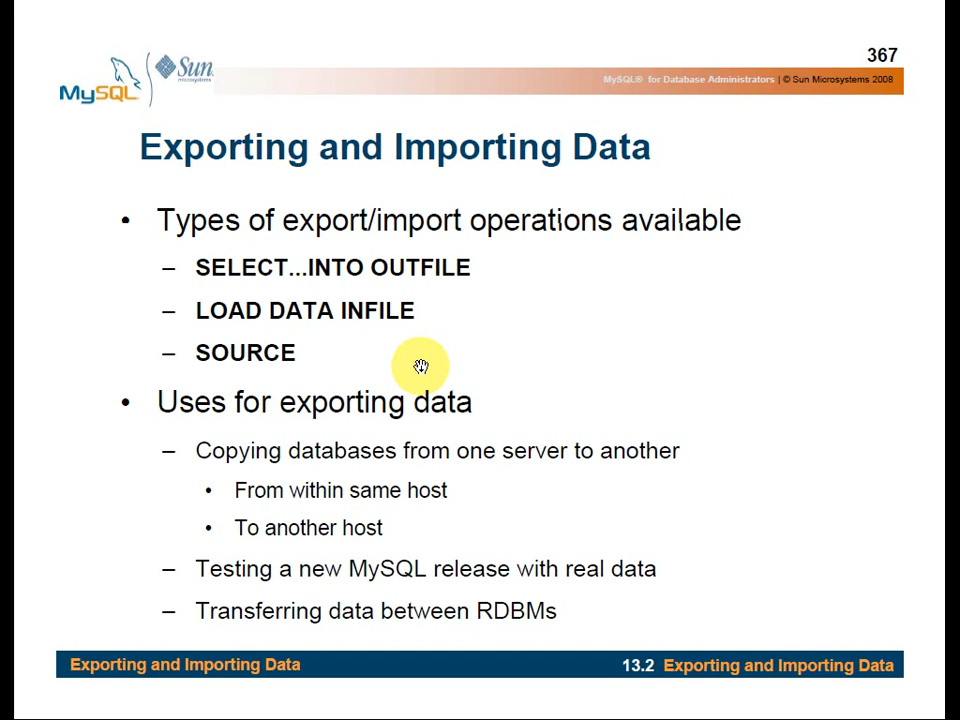 367
MySQL
Sun
microsystems
MySQL® for Database Administrators | © Sun Microsystems 2008
Exporting and Importing Data
• Types of export/import operations available
– SELECT...INTO OUTFILE
– LOAD DATA INFILE
– SOURCE
• Uses for exporting data
– Copying databases from one server to another
• From within same host
• To another host
– Testing a new MySQL release with real data
– Transferring data between RDBMs
Exporting and Importing Data
13.2 Exporting and Importing Data